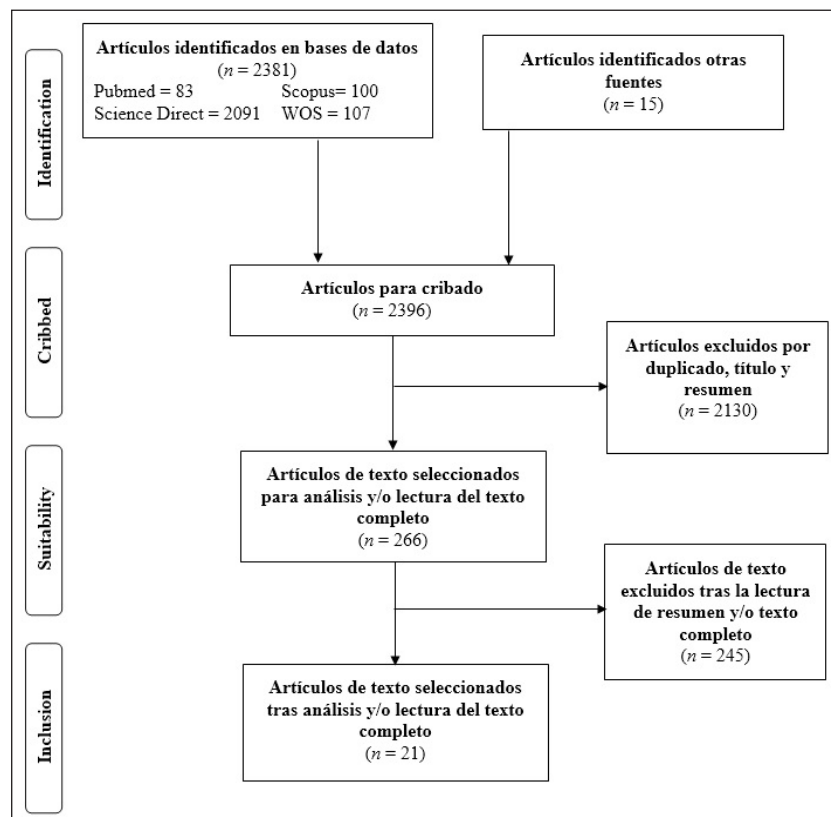 Identification
Artículos identificados en bases de datos
(n = 2381)
Pubmed = 83 Scopus= 100
Science Direct = 2091 WOS = 107
Artículos identificados otras
fuentes
(n = 15)
Cribbed
Artículos para cribado
(n = 2396)
Artículos excluidos por
duplicado, título y
resumen
(n = 2130)
Suitability
Artículos de texto seleccionados
para análisis y/o lectura del texto
completo
(n = 266)
Artículos de texto
excluidos tras la lectura
de resumen y/o texto
completo
(n = 245)
Inclusion
Artículos de texto seleccionados
tras análisis y/o lectura del texto
completo
(n = 21)